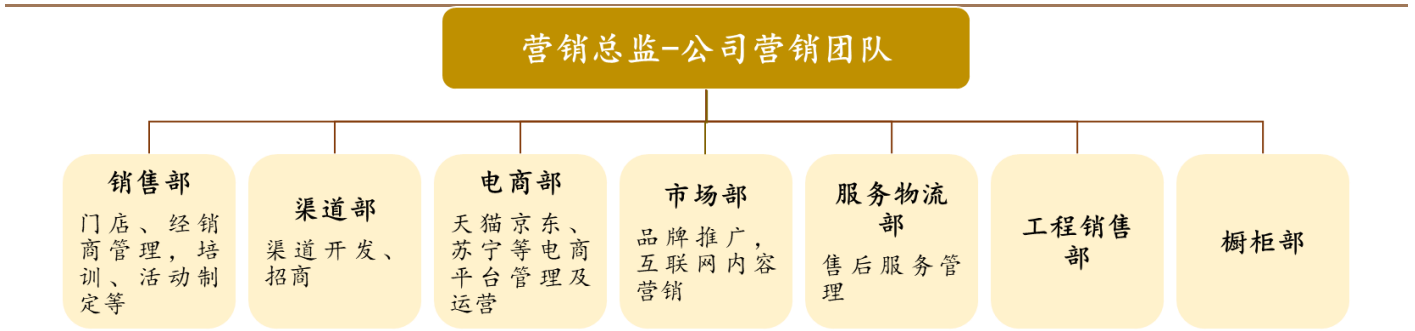 营销总监-公司营销团队
销售部
门店、经销
商管理，培
训、活动制
定等
渠道部
渠道开发、
招商
电商部
天猫京东、
苏宁等电商
平台管理及
运营
市场部
品牌推广，
互联网内容
营销
服务物流
部
售后服务管
理
工程销售
部
橱柜部